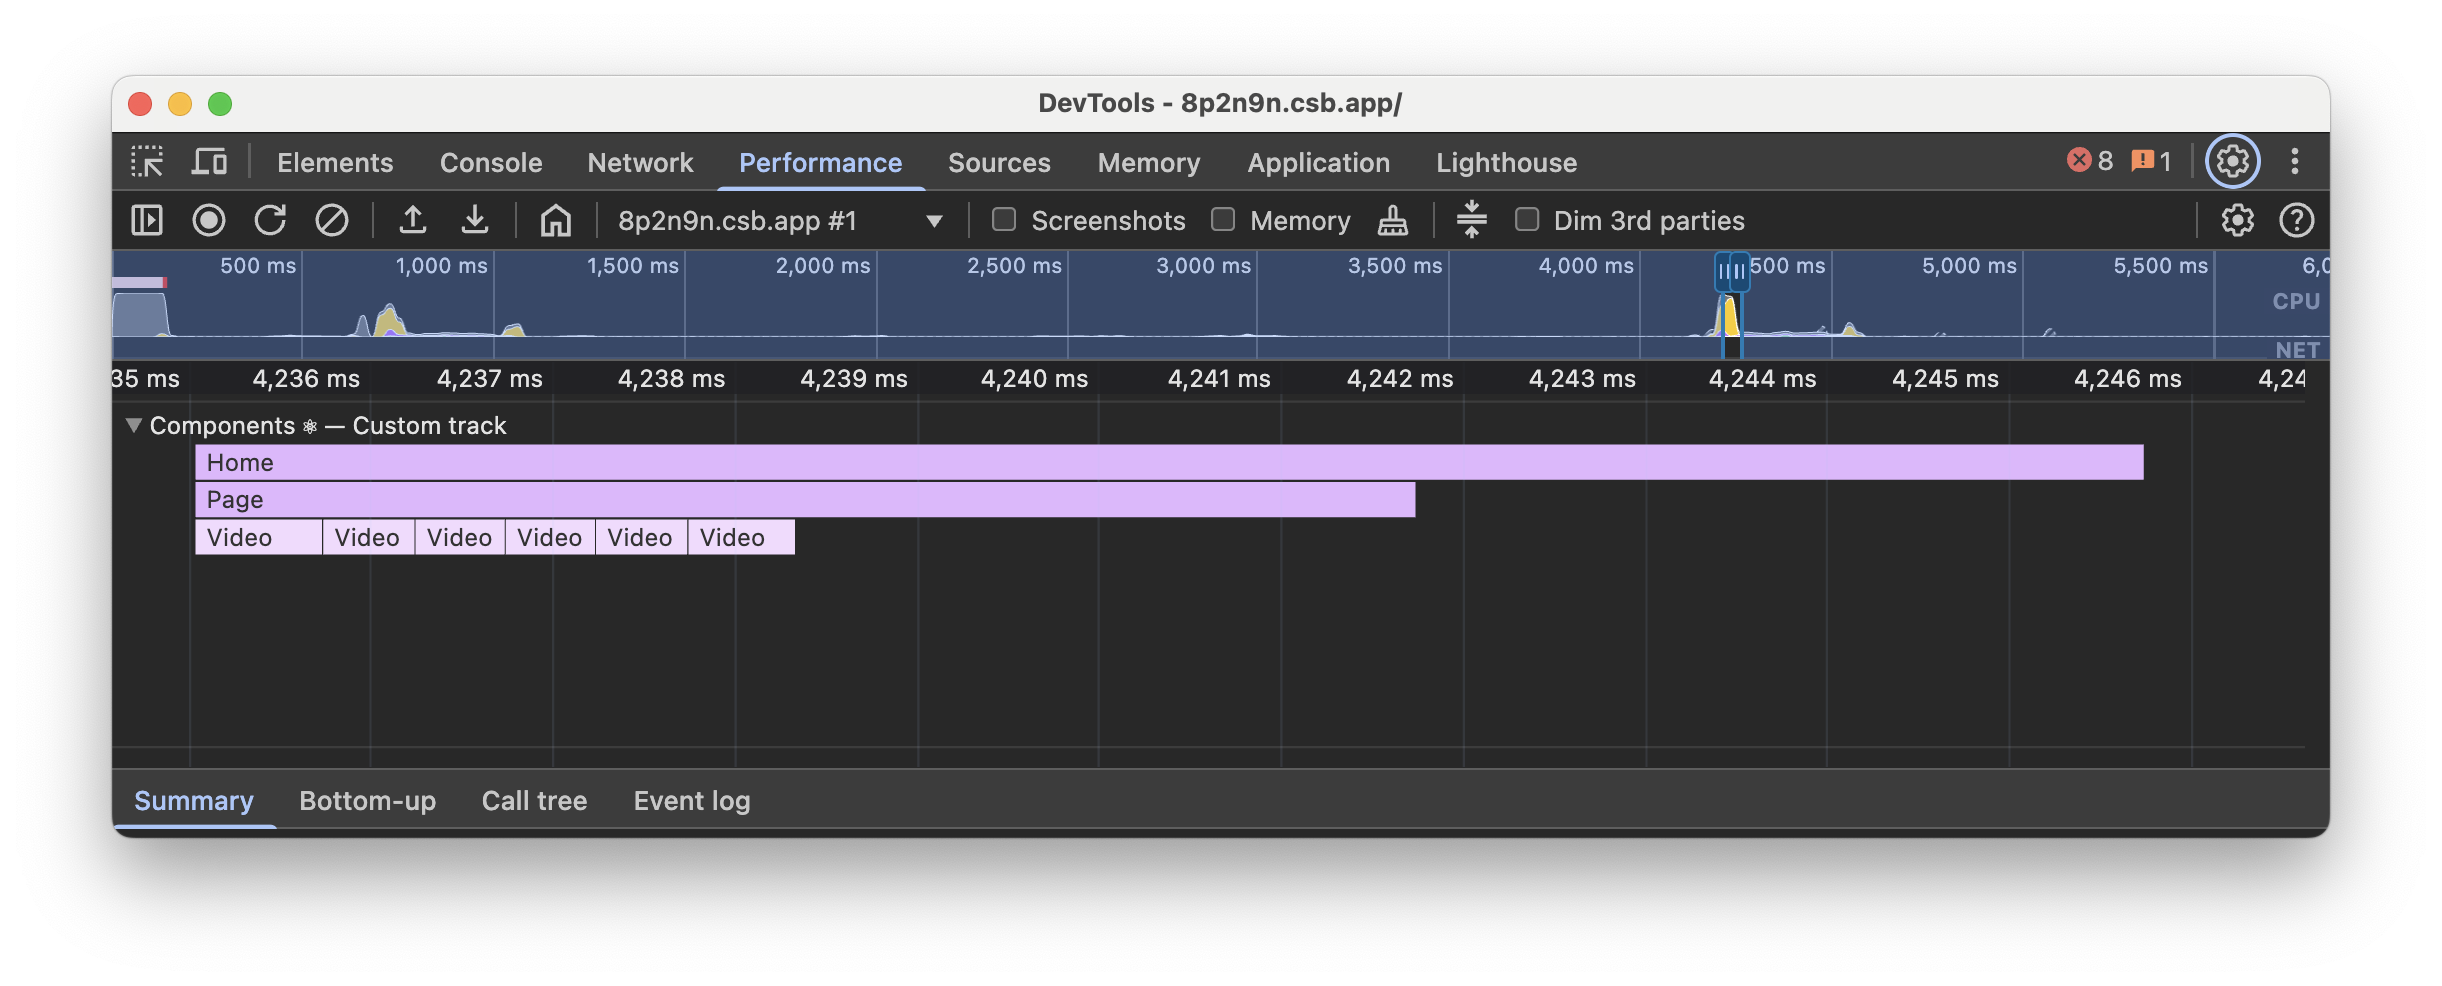 DevTools - 8p2n9n.csb.app/
Elements Console Network Performance Sources Memory Application Lighthouse 8 1
8p2n9n.csb.app #1 Screenshots Memory Dim 3rd parties
500 ms 1,000 ms 1,500 ms 2,000 ms 2,500 ms 3,000 ms 3,500 ms 4,000 ms 500 ms 5,000 ms 5,500 ms 6,0
CPU
NET
35 ms 4,236 ms 4,237 ms 4,238 ms 4,239 ms 4,240 ms 4,241 ms 4,242 ms 4,243 ms 4,244 ms 4,245 ms 4,246 ms 4,24
Components ⚛ — Custom track
Home
Page
Video Video Video Video Video Video
Summary Bottom-up Call tree Event log